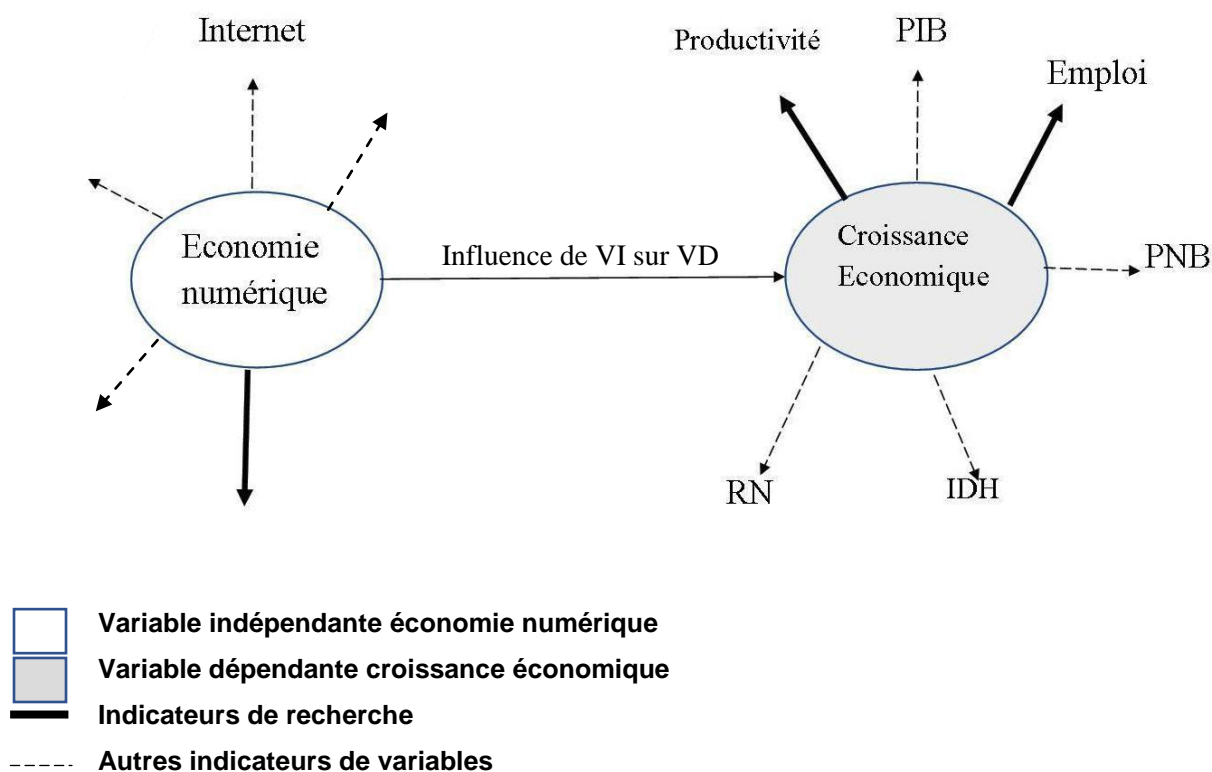 Internet
Productivité
PIB
Emploi
Economie
numérique
Influence de VI sur VD
Croissance
Economique
PNB
RN
IDH
Variable indépendante économie numérique
Variable dépendante croissance économique
Indicateurs de recherche
Autres indicateurs de variables